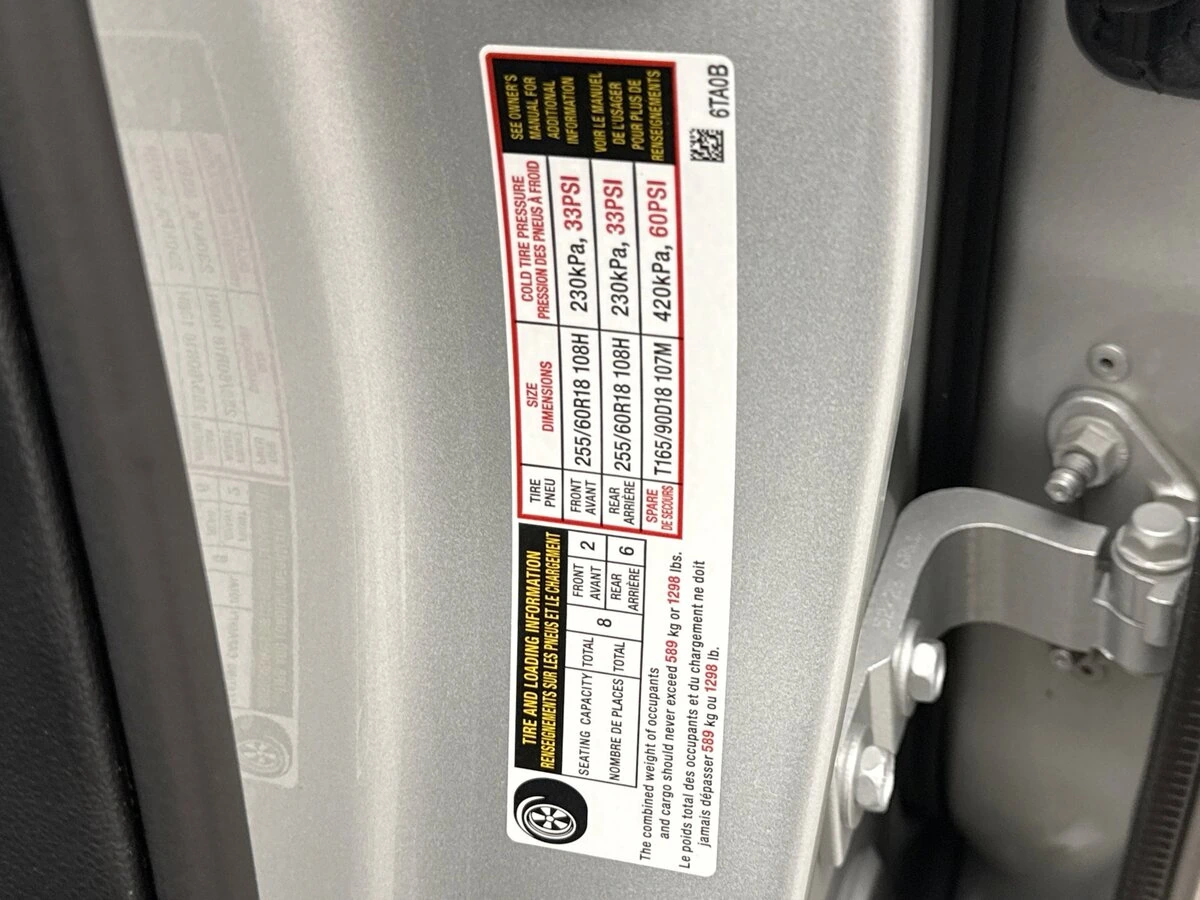 TIRE AND LOADING INFORMATION
RENSEIGNEMENTS SUR LES PNEUS ET LE CHARGEMENT
SEATING CAPACITY TOTAL 8 FRONT AVANT 2
NOMBRE DE PLACES TOTAL REAR ARRIÈRE 6
The combined weight of occupants
and cargo should never exceed 589 kg or 1298 lbs.
Le poids total des occupants et du chargement ne doit
jamais dépasser 589 kg ou 1298 lb.
TIRE SIZE COLD TIRE PRESSURE
PNEU DIMENSIONS PRESSION DES PNEUS À FROID
FRONT AVANT 255/60R18 108H 230kPa, 33PSI
REAR ARRIÈRE 255/60R18 108H 230kPa, 33PSI
SPARE DE SECOURS T165/90D18 107M 420kPa, 60PSI
SEE OWNER'S
MANUAL FOR
ADDITIONAL
INFORMATION
VOIR LE MANUEL
DE L'USAGER
POUR PLUS DE
RENSEIGNEMENTS
6TA0B